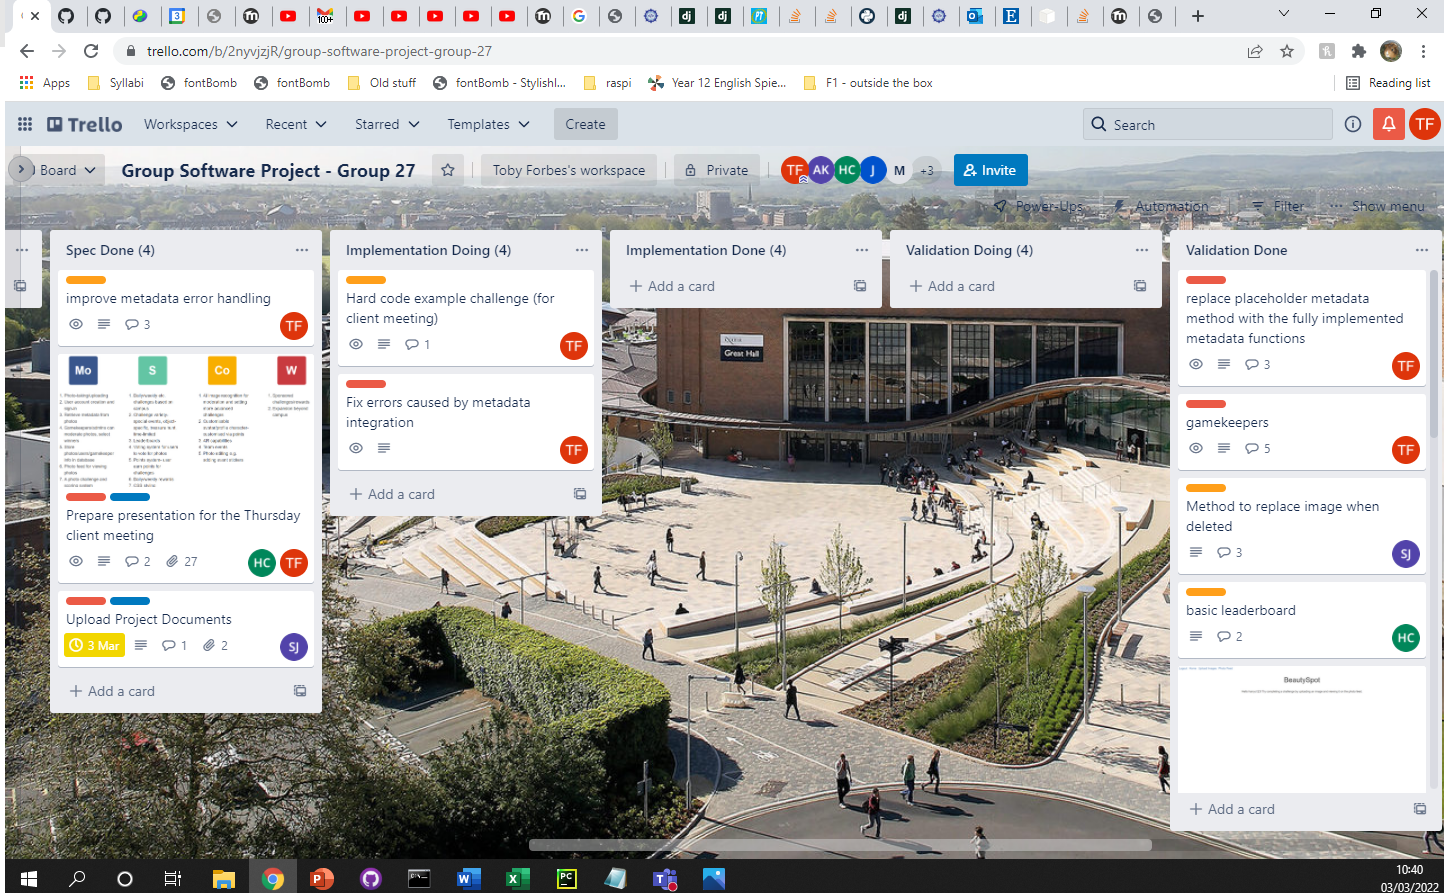 trello.com/b/2nyvjzjR/group-software-project-group-27
Apps
Syllabi
fontBomb
fontBomb
Old stuff
fontBomb - Stylishl...
raspi
Year 12 English Spie...
F1 - outside the box
Reading list
Trello
Workspaces
Recent
Starred
Templates
Create
Search
TF
Board
Group Software Project - Group 27
Toby Forbes's workspace
Private
TF
AK
HC
J
M
+3
Invite
Power-Ups
Automation
Filter
Show menu
Spec Done (4)
improve metadata error handling
3
TF
Mo
S
Co
W
Prepare presentation for the Thursday
client meeting
2
27
HC
TF
Upload Project Documents
3 Mar
1
2
SJ
+ Add a card
Implementation Doing (4)
Hard code example challenge (for
client meeting)
1
TF
Fix errors caused by metadata
integration
TF
+ Add a card
Implementation Done (4)
+ Add a card
Validation Doing (4)
+ Add a card
Great Hall
Validation Done
replace placeholder metadata
method with the fully implemented
metadata functions
3
TF
gamekeepers
5
TF
Method to replace image when
deleted
3
SJ
basic leaderboard
2
HC
BeautySpot
+ Add a card
10:40
03/03/2022